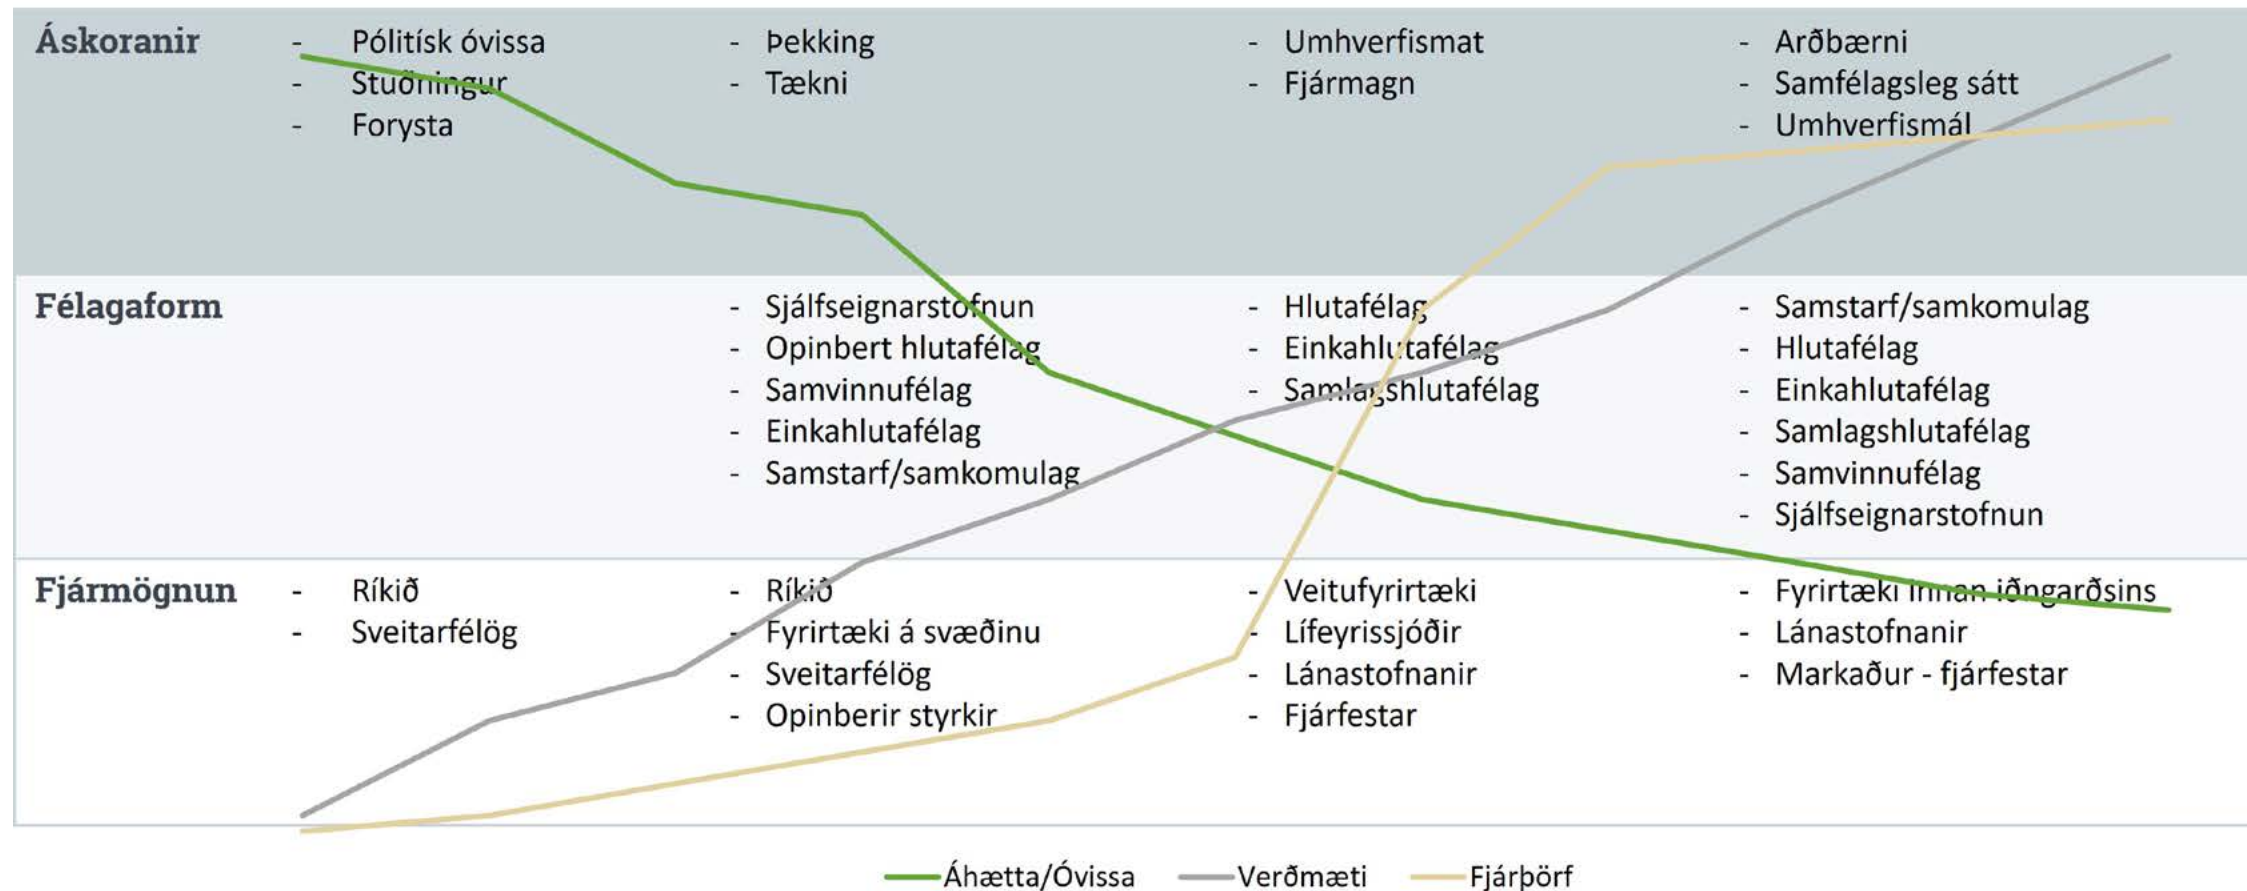 Áskoranir
- Pólitísk óvissa
- Stuðningur
- Forysta
- Þekking
- Tækni
- Umhverfismat
- Fjármagn
- Arðbærni
- Samfélagsleg sátt
- Umhverfismál
Félagaform
- Sjálfseignarstofnun
- Opinbert hlutafélag
- Samvinnufélag
- Einkahlutafélag
- Samstarf/samkomulag
- Hlutafélag
- Einkahlutafélag
- Samlagshlutafélag
- Samstarf/samkomulag
- Hlutafélag
- Einkahlutafélag
- Samlagshlutafélag
- Samvinnufélag
- Sjálfseignarstofnun
Fjármögnun
- Ríkið
- Sveitarfélög
- Ríkið
- Fyrirtæki á svæðinu
- Sveitarfélög
- Opinberir styrkir
- Veitufyrirtæki
- Lífeyrissjóðir
- Lánastofnanir
- Fjárfestar
- Fyrirtæki innan iðngarðsins
- Lánastofnanir
- Markaður - fjárfestar
Áhætta/Óvissa
Verðmæti
Fjárþörf